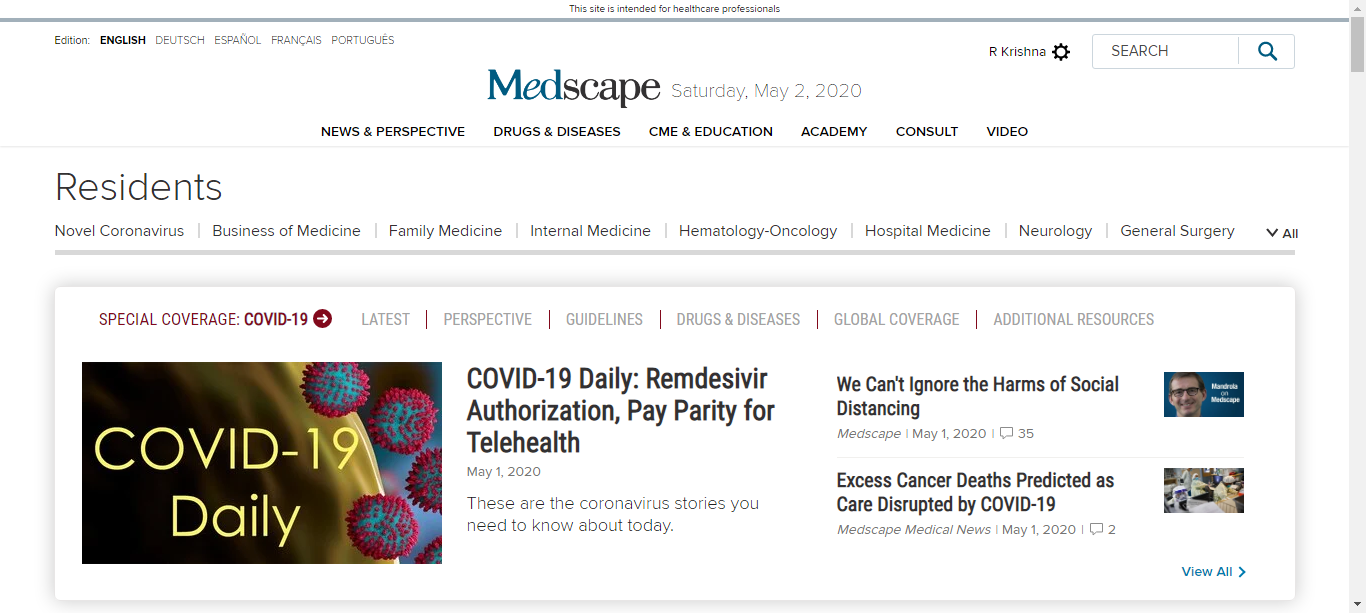 This site is intended for healthcare professionals
Edition: ENGLISH DEUTSCH ESPAÑOL FRANÇAIS PORTUGUÊS
R Krishna
SEARCH
Medscape Saturday, May 2, 2020
NEWS & PERSPECTIVE DRUGS & DISEASES CME & EDUCATION ACADEMY CONSULT VIDEO
Residents
Novel Coronavirus | Business of Medicine | Family Medicine | Internal Medicine | Hematology-Oncology | Hospital Medicine | Neurology | General Surgery All
SPECIAL COVERAGE: COVID-19 LATEST | PERSPECTIVE | GUIDELINES | DRUGS & DISEASES | GLOBAL COVERAGE | ADDITIONAL RESOURCES
COVID-19
Daily
COVID-19 Daily: Remdesivir
Authorization, Pay Parity for
Telehealth
May 1, 2020
These are the coronavirus stories you
need to know about today.
We Can't Ignore the Harms of Social
Distancing
Medscape | May 1, 2020 | 35
Mandrola
on
Medscape
Excess Cancer Deaths Predicted as
Care Disrupted by COVID-19
Medscape Medical News | May 1, 2020 | 2
View All